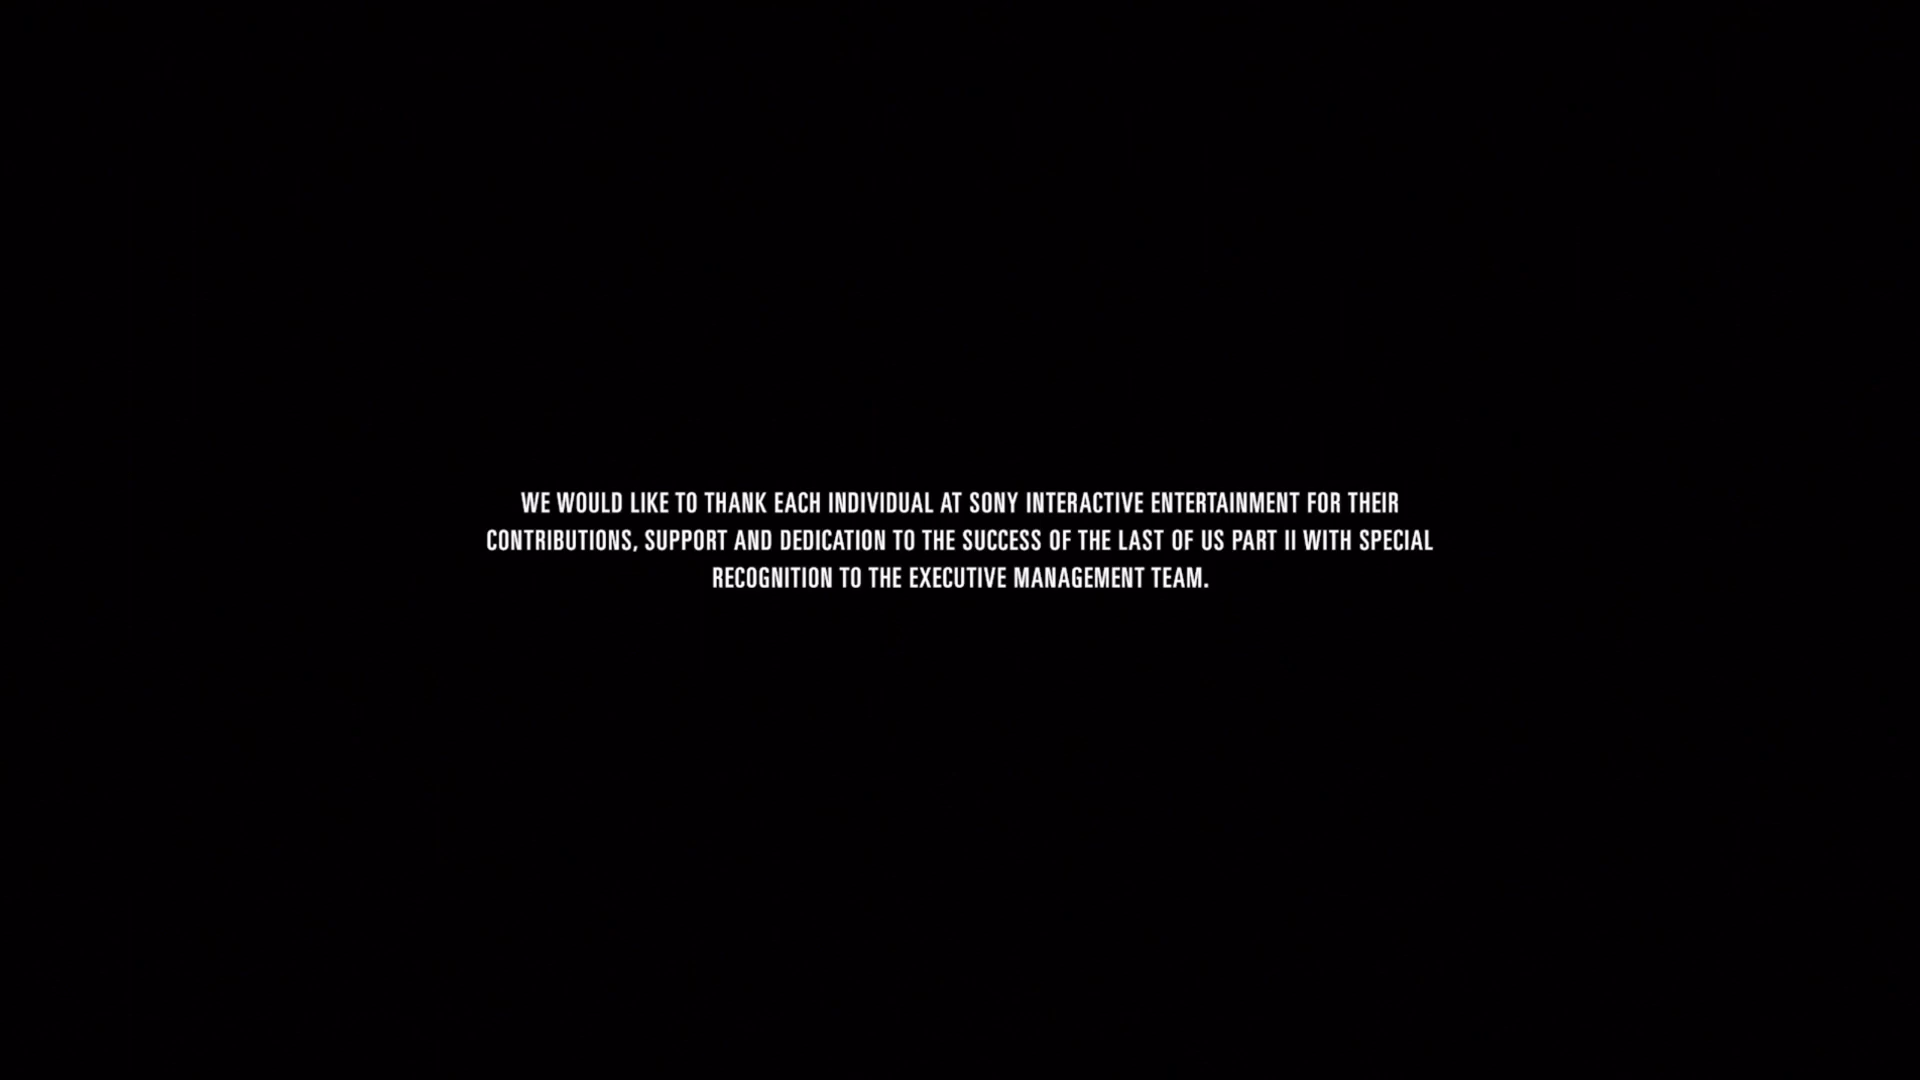 WE WOULD LIKE TO THANK EACH INDIVIDUAL AT SONY INTERACTIVE ENTERTAINMENT FOR THEIR
CONTRIBUTIONS, SUPPORT AND DEDICATION TO THE SUCCESS OF THE LAST OF US PART II WITH SPECIAL
RECOGNITION TO THE EXECUTIVE MANAGEMENT TEAM.